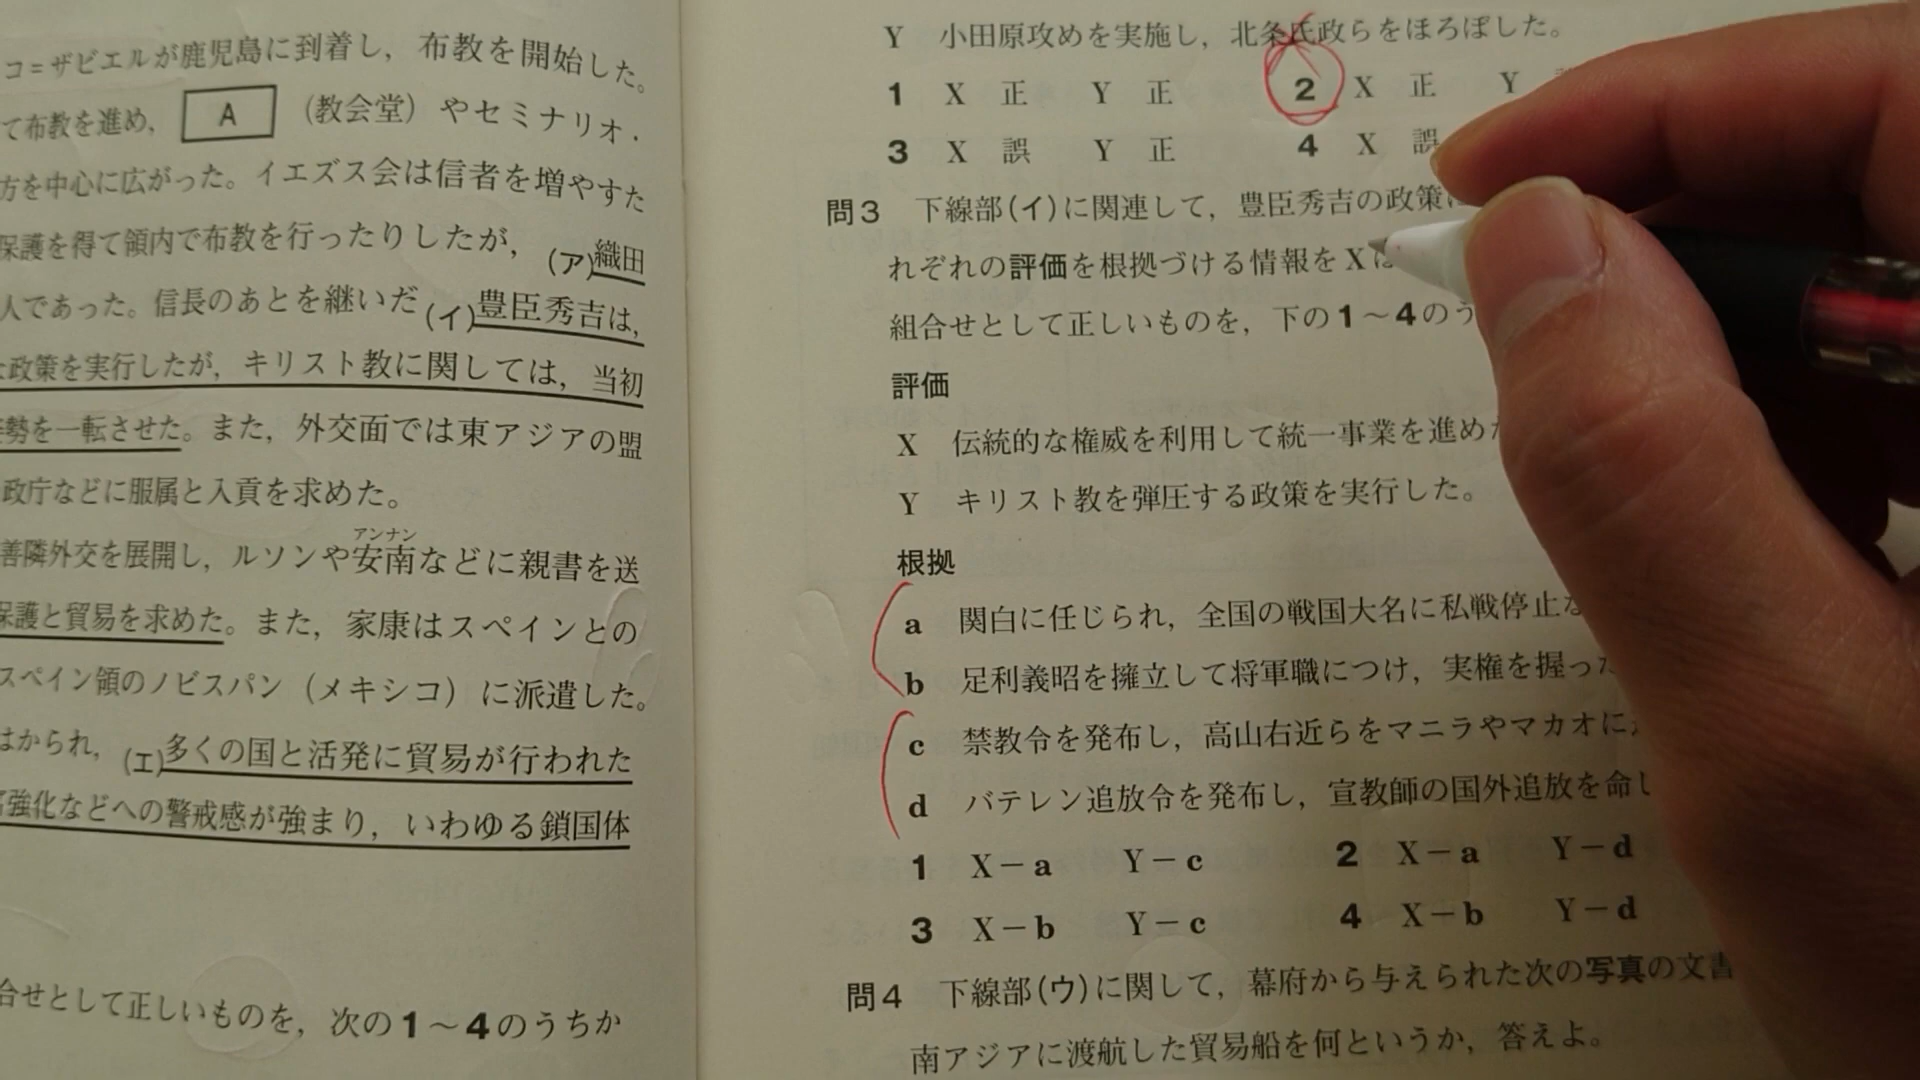 コ=ザビエルが鹿児島に到着し，布教を開始した。
て布教を進め， A （教会堂）やセミナリオ・
方を中心に広がった。イエズス会は信者を増やすた
保護を得て領内で布教を行ったりしたが，(ア)織田
人であった。信長のあとを継いだ(イ)豊臣秀吉は，
政策を実行したが，キリスト教に関しては，当初
勢を一転させた。また，外交面では東アジアの盟
政庁などに服属と入貢を求めた。
アンナン
善隣外交を展開し，ルソンや安南などに親書を送
保護と貿易を求めた。また，家康はスペインとの
スペイン領のノビスパン（メキシコ）に派遣した。
はかられ，(エ)多くの国と活発に貿易が行われた
強化などへの警戒感が強まり，いわゆる鎖国体
合せとして正しいものを，次の1～4のうちか
Y 小田原攻めを実施し，北条氏政らをほろぼした。
1 X 正 Y 正 2 X 正 Y
3 X 誤 Y 正 4 X 誤
問3 下線部(イ)に関連して，豊臣秀吉の政策に
れぞれの評価を根拠づける情報をXは
組合せとして正しいものを，下の1～4のう
評価
X 伝統的な権威を利用して統一事業を進めた
Y キリスト教を弾圧する政策を実行した。
根拠
a 関白に任じられ，全国の戦国大名に私戦停止な
b 足利義昭を擁立して将軍職につけ，実権を握った
c 禁教令を発布し，高山右近らをマニラやマカオに
d バテレン追放令を発布し，宣教師の国外追放を命じ
1 X－a Y－c 2 X－a Y－d
3 X－b Y－c 4 X－b Y－d
問4 下線部(ウ)に関して，幕府から与えられた次の写真の文書
南アジアに渡航した貿易船を何というか，答えよ。